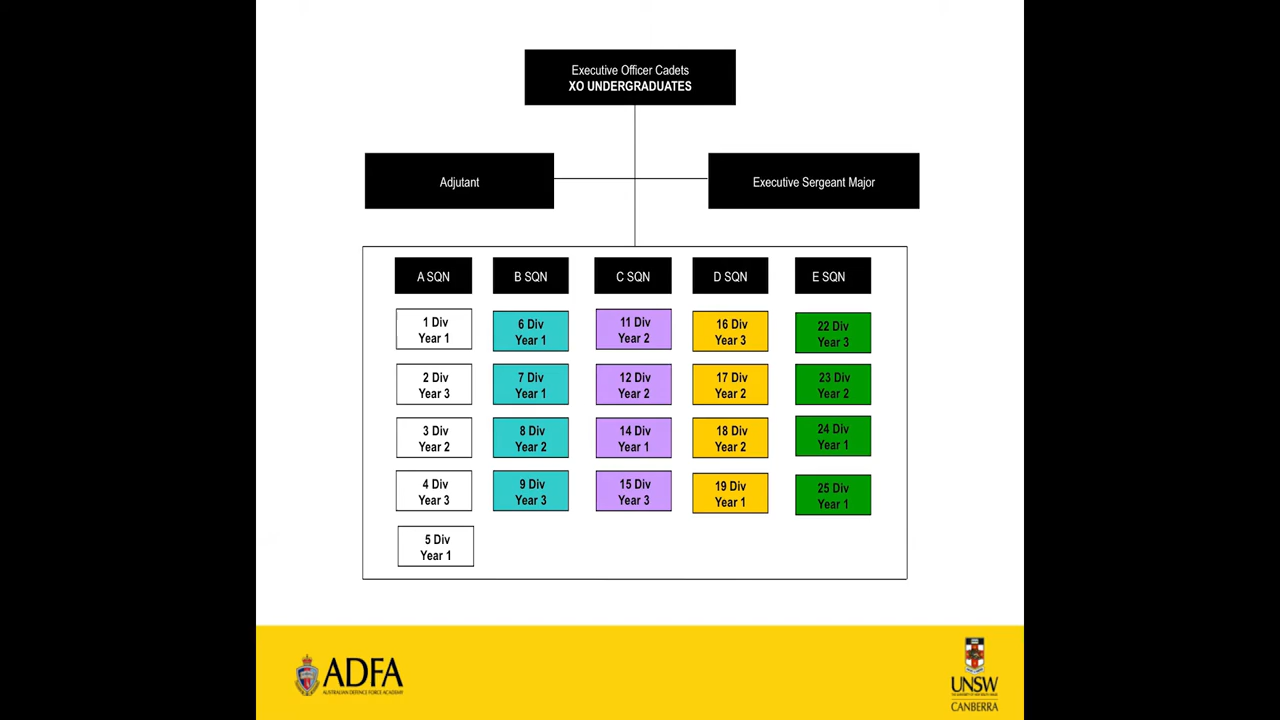 Executive Officer Cadets
XO UNDERGRADUATES
Adjutant
Executive Sergeant Major
A SQN
B SQN
C SQN
D SQN
E SQN
1 Div
Year 1
6 Div
Year 1
11 Div
Year 2
16 Div
Year 3
22 Div
Year 3
2 Div
Year 3
7 Div
Year 1
12 Div
Year 2
17 Div
Year 2
23 Div
Year 2
3 Div
Year 2
8 Div
Year 2
14 Div
Year 1
18 Div
Year 2
24 Div
Year 1
4 Div
Year 3
9 Div
Year 3
15 Div
Year 3
19 Div
Year 1
25 Div
Year 1
5 Div
Year 1
ADFA
AUSTRALIAN DEFENCE FORCE ACADEMY
UNSW
CANBERRA